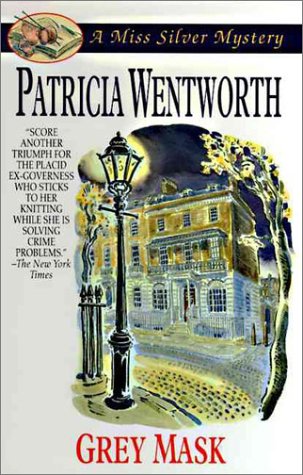 A Miss Silver Mystery
PATRICIA WENTWORTH
"SCORE
ANOTHER
TRIUMPH FOR
THE PLACID
EX-GOVERNESS
WHO STICKS
TO HER
KNITTING
WHILE SHE IS
SOLVING
CRIME
PROBLEMS."
–The New York
Times
GREY MASK